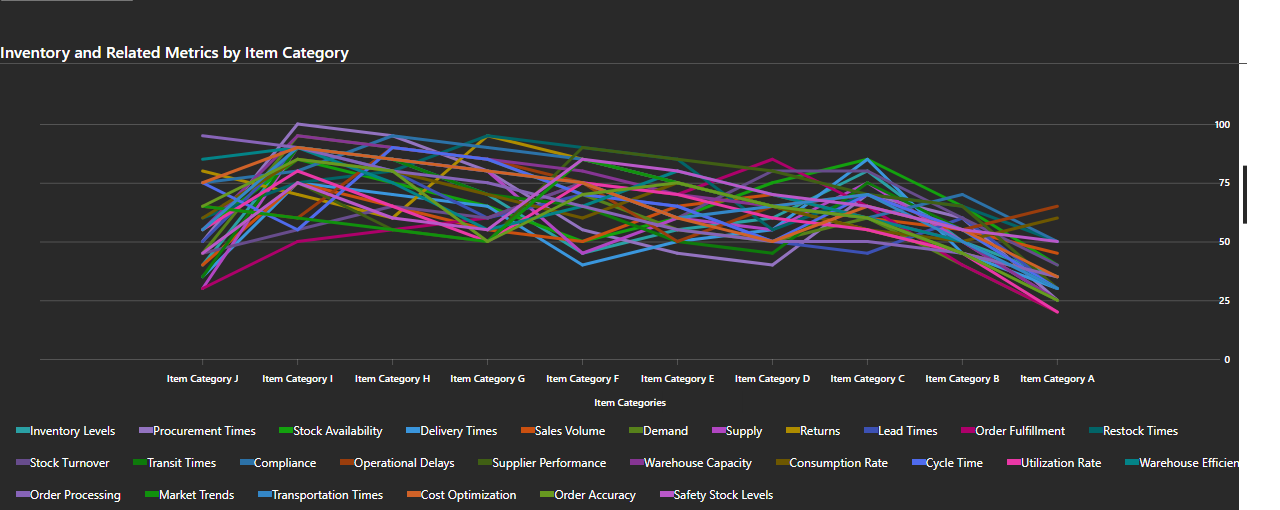 Inventory and Related Metrics by Item Category
100
75
50
25
0
Item Category J Item Category I Item Category H Item Category G Item Category F Item Category E Item Category D Item Category C Item Category B Item Category A
Item Categories
Inventory Levels Procurement Times Stock Availability Delivery Times Sales Volume Demand Supply Returns Lead Times Order Fulfillment Restock Times
Stock Turnover Transit Times Compliance Operational Delays Supplier Performance Warehouse Capacity Consumption Rate Cycle Time Utilization Rate Warehouse Efficien
Order Processing Market Trends Transportation Times Cost Optimization Order Accuracy Safety Stock Levels